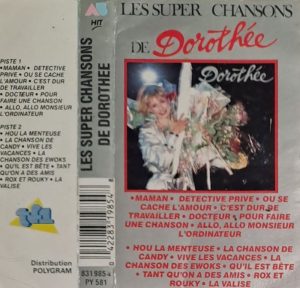 PISTE 1
• MAMAN • DETECTIVE
PRIVE • OU SE CACHE
L'AMOUR • C'EST DUR
DE TRAVAILLER
• DOCTEUR • POUR
FAIRE UNE CHANSON
• ALLO, ALLO MONSIEUR
L'ORDINATEUR
PISTE 2
• HOU LA MENTEUSE
• LA CHANSON DE
CANDY • VIVE LES
VACANCES • LA
CHANSON DES EWOKS
• QU'IL EST BÊTE • TANT
QU'ON A DES AMIS
• ROX ET ROUKY • LA
VALISE
tf1
Distribution
POLYGRAM
AB
HIT
LES SUPER CHANSONS
DE DOROTHÉE
0 42283 19854
831 985-4
PY 581
LES SUPER CHANSONS
DE Dorothée
Dorothée
• MAMAN • DETECTIVE PRIVE • OU SE
CACHE L'AMOUR • C'EST DUR DE
TRAVAILLER • DOCTEUR • POUR FAIRE
UNE CHANSON • ALLO, ALLO MONSIEUR
L'ORDINATEUR
• HOU LA MENTEUSE • LA CHANSON DE
CANDY • VIVE LES VACANCES • LA
CHANSON DES EWOKS • QU'IL EST BÊTE
• TANT QU'ON A DES AMIS • ROX ET
ROUKY • LA VALISE